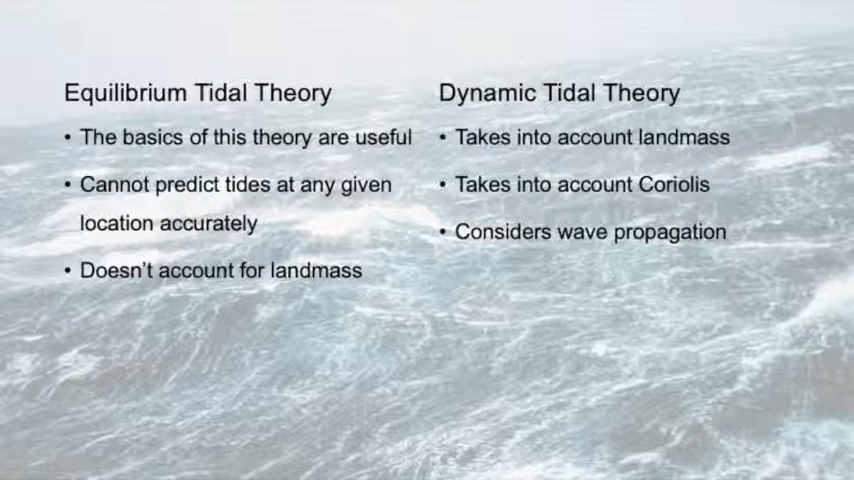 Equilibrium Tidal Theory
• The basics of this theory are useful
• Cannot predict tides at any given
location accurately
• Doesn't account for landmass
Dynamic Tidal Theory
• Takes into account landmass
• Takes into account Coriolis
• Considers wave propagation